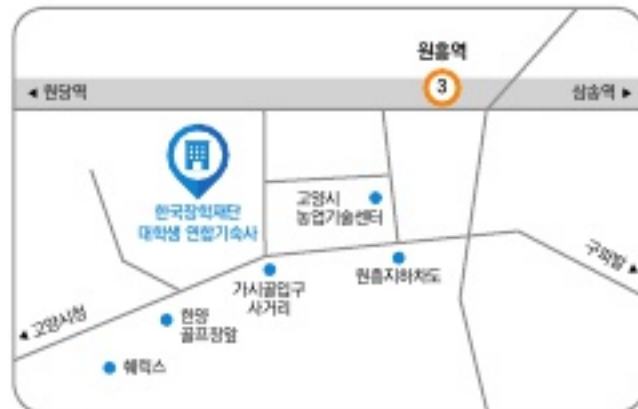 원흥역
◀ 원당역
3
삼송역 ▶
한국장학재단
대학생 연합기숙사
고양시
농업기술센터
구파발 ▶
가시골입구
사거리
원흥지하차도
◀ 고양시청
한양
골프장앞
쉐릭스